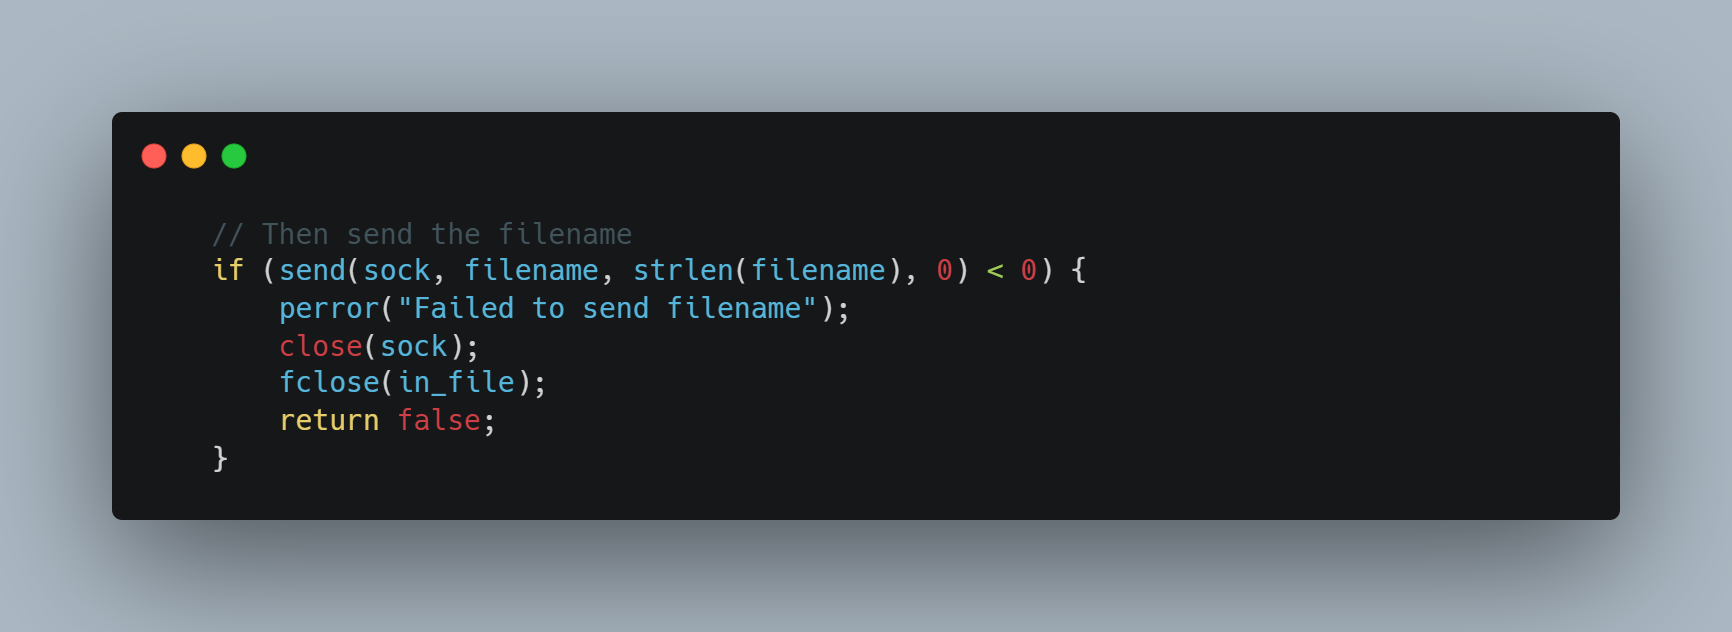 // Then send the filename
if (send(sock, filename, strlen(filename), 0) < 0) {
    perror("Failed to send filename");
    close(sock);
    fclose(in_file);
    return false;
}